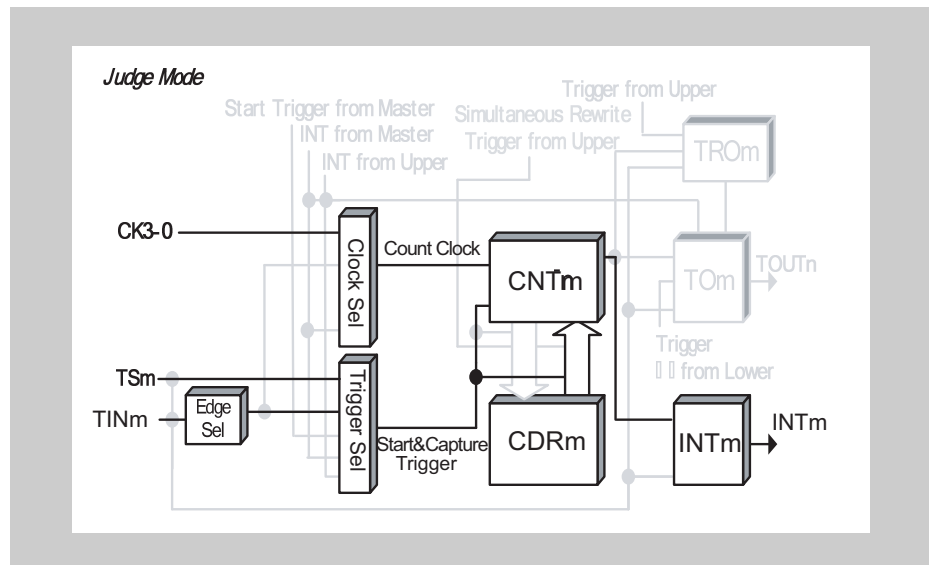 Judge Mode
Trigger from Upper
Start Trigger from Master
Simultaneous Rewrite
Trigger from Upper
INT from Master
INT from Upper
TROm
CK3-0
Clock Sel
Count Clock
CNTm
TOm
TOUTn
Trigger
from Lower
TSm
TINm
Edge
Sel
Trigger Sel
Start&Capture
Trigger
CDRm
INTm
INTm